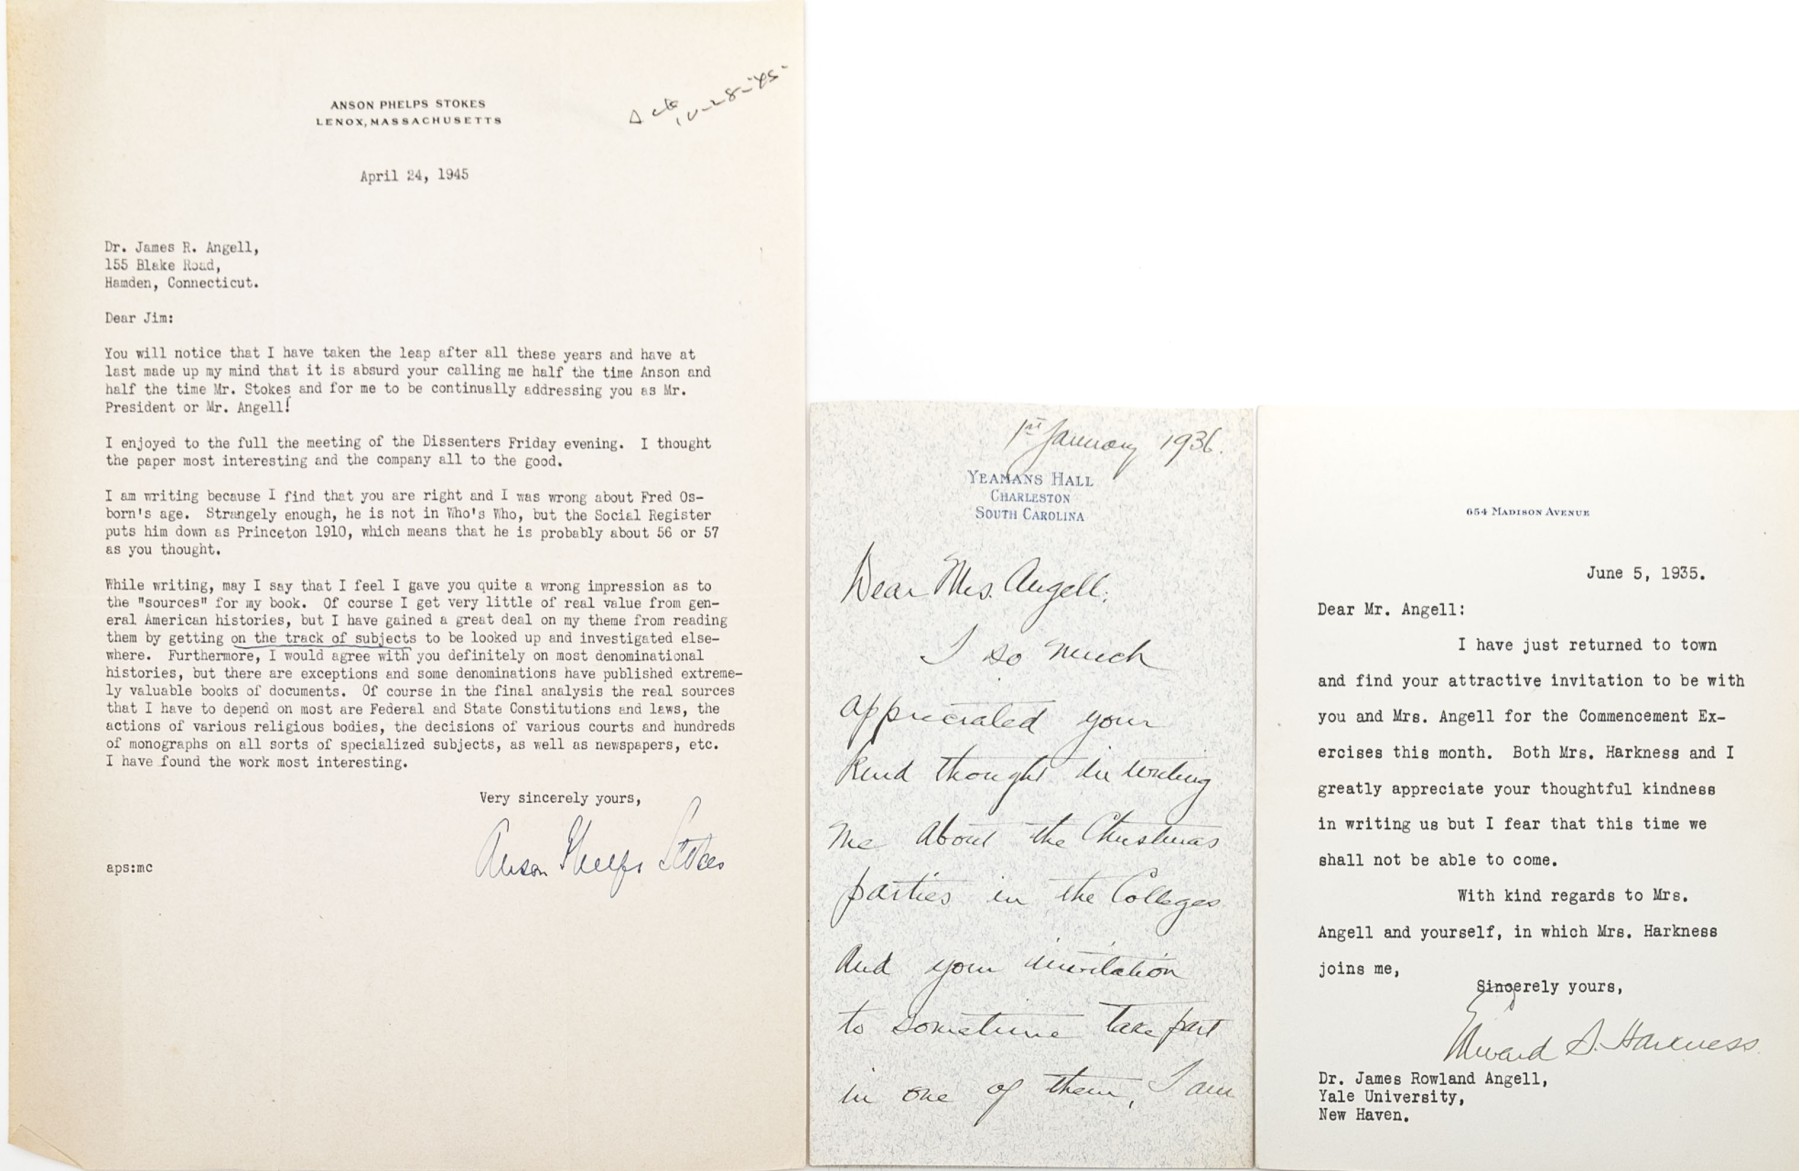 ANSON PHELPS STOKES
LENOX, MASSACHUSETTS
April 24, 1945
Dr. James R. Angell,
155 Blake Road,
Hamden, Connecticut.
Dear Jim:
You will notice that I have taken the leap after all these years and have at
last made up my mind that it is absurd your calling me half the time Anson and
half the time Mr. Stokes and for me to be continually addressing you as Mr.
President or Mr. Angell!
I enjoyed to the full the meeting of the Dissenters Friday evening. I thought
the paper most interesting and the company all to the good.
I am writing because I find that you are right and I was wrong about Fred Os-
born's age. Strangely enough, he is not in Who's Who, but the Social Register
puts him down as Princeton 1910, which means that he is probably about 56 or 57
as you thought.
While writing, may I say that I feel I gave you quite a wrong impression as to
the "sources" for my book. Of course I get very little of real value from gen-
eral American histories, but I have gained a great deal on my theme from reading
them by getting on the track of subjects to be looked up and investigated else-
where. Furthermore, I would agree with you definitely on most denominational
histories, but there are exceptions and some denominations have published extreme-
ly valuable books of documents. Of course in the final analysis the real sources
that I have to depend on most are Federal and State Constitutions and laws, the
actions of various religious bodies, the decisions of various courts and hundreds
of monographs on all sorts of specialized subjects, as well as newspapers, etc.
I have found the work most interesting.
Very sincerely yours,
Anson Phelps Stokes
aps:mc
1st January 1936.
YEAMANS HALL
CHARLESTON
SOUTH CAROLINA
Dear Mrs. Angell:
I so much
appreciated your
kind thought in writing
me about the Christmas
parties in the Colleges
and your invitation
to sometime take part
in one of them, I am
654 MADISON AVENUE
June 5, 1935.
Dear Mr. Angell:
I have just returned to town
and find your attractive invitation to be with
you and Mrs. Angell for the Commencement Ex-
ercises this month. Both Mrs. Harkness and I
greatly appreciate your thoughtful kindness
in writing us but I fear that this time we
shall not be able to come.
With kind regards to Mrs.
Angell and yourself, in which Mrs. Harkness
joins me,
Sincerely yours,
Edward S. Harkness
Dr. James Rowland Angell,
Yale University,
New Haven.